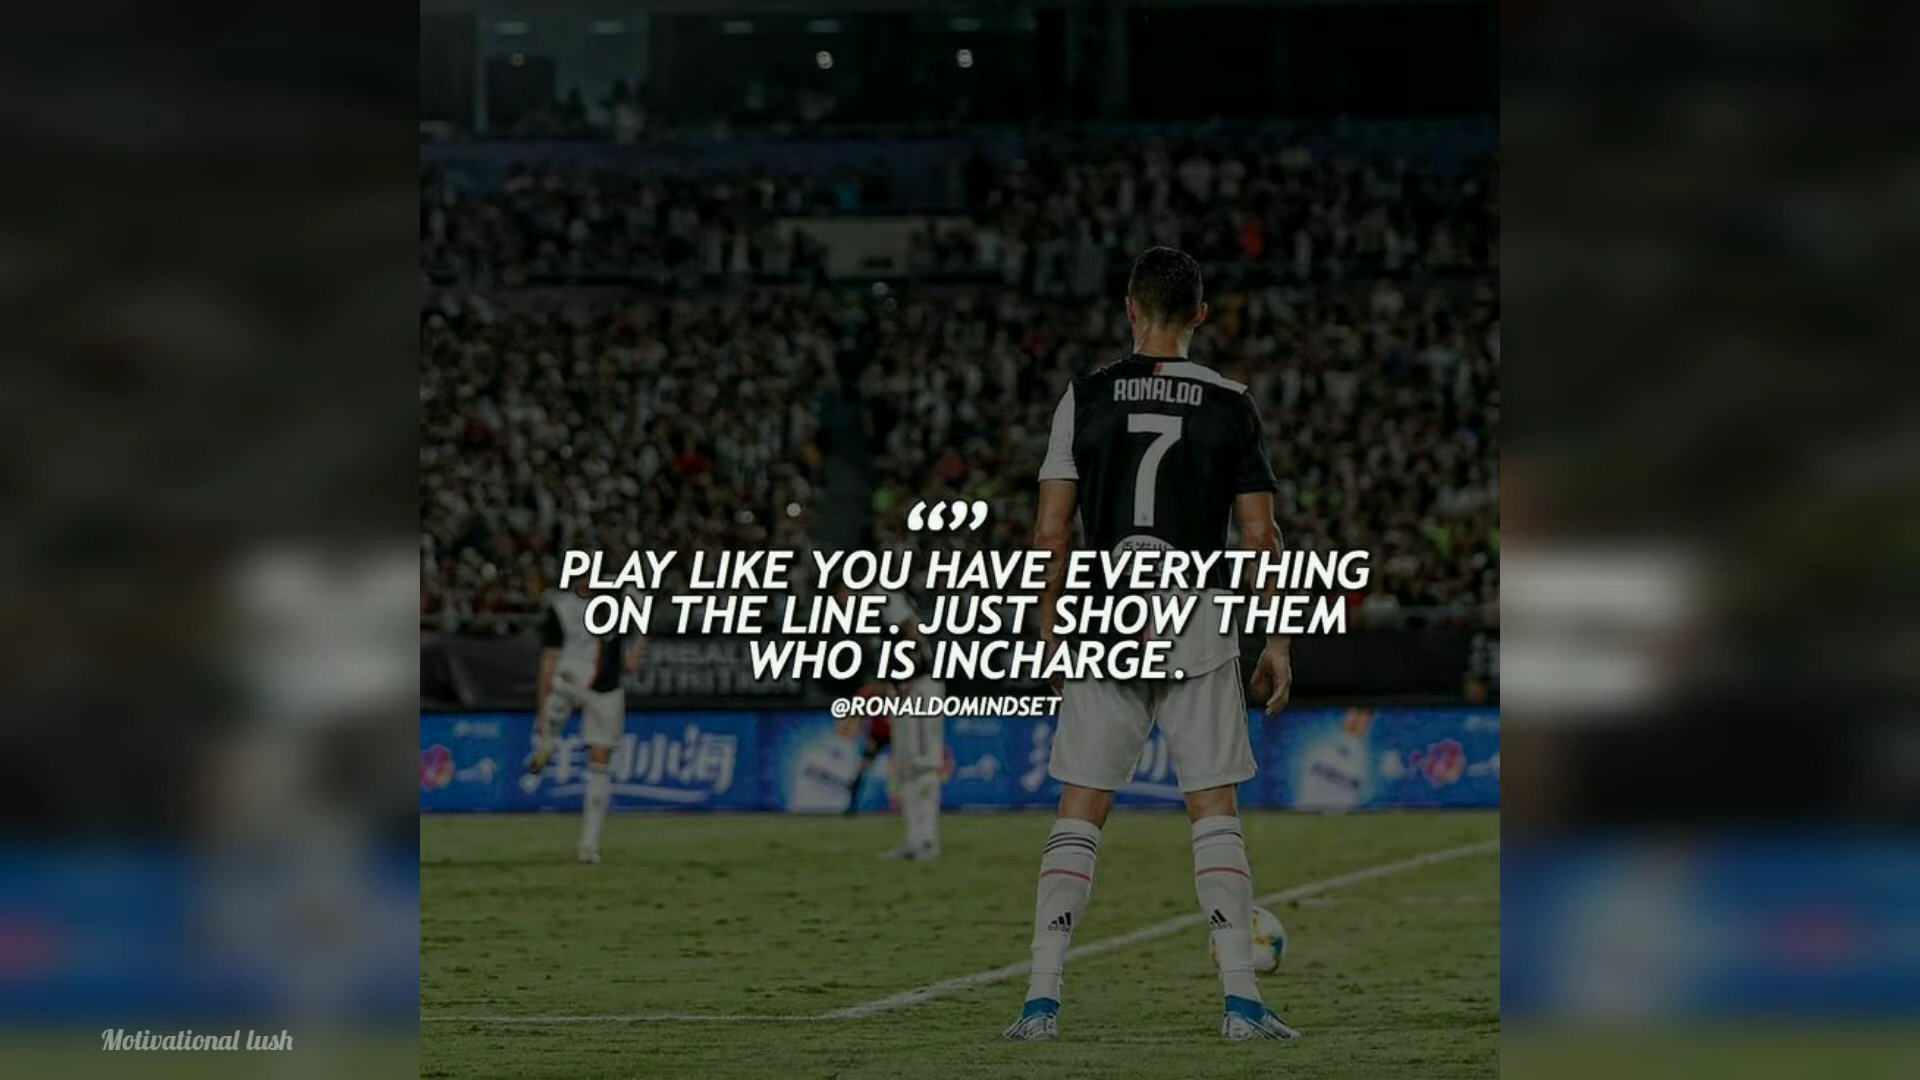 RONALDO
7
“”
PLAY LIKE YOU HAVE EVERYTHING
ON THE LINE. JUST SHOW THEM
WHO IS INCHARGE.
@RONALDOMINDSET
Motivational lush